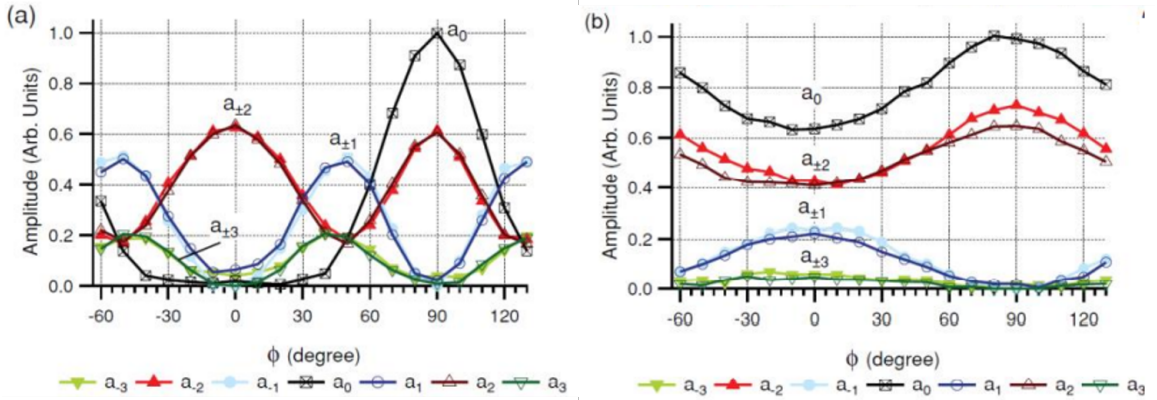 (a)
Amplitude (Arb. Units)
1.0
0.8
0.6
0.4
0.2
0.0
a0
a±2
a±1
a±3
-60 -30 0 30 60 90 120
ϕ (degree)
a-3 a-2 a-1 a0 a1 a2 a3
(b)
Amplitude (Arb. Units)
1.0
0.8
0.6
0.4
0.2
0.0
a0
a±2
a±1
a±3
-60 -30 0 30 60 90 120
ϕ (degree)
a-3 a-2 a-1 a0 a1 a2 a3